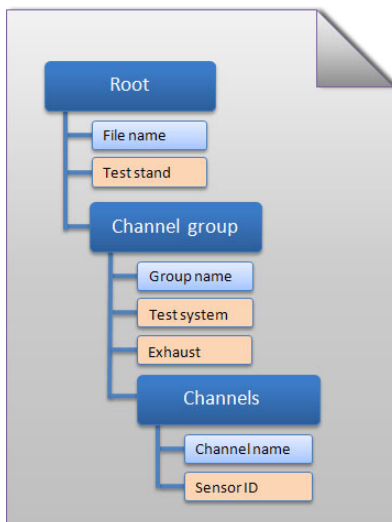 Root
File name
Test stand
Channel group
Group name
Test system
Exhaust
Channels
Channel name
Sensor ID